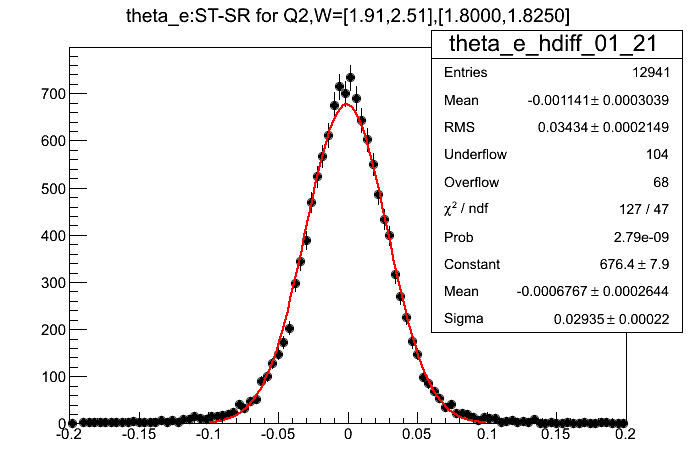 theta_e:ST-SR for Q2,W=[1.91,2.51],[1.8000,1.8250]
theta_e_hdiff_01_21
Entries 12941
Mean -0.001141 ± 0.0003039
RMS 0.03434 ± 0.0002149
Underflow 104
Overflow 68
χ² / ndf 127 / 47
Prob 2.79e-09
Constant 676.4 ± 7.9
Mean -0.0006767 ± 0.0002644
Sigma 0.02935 ± 0.00022
700
600
500
400
300
200
100
0
-0.2 -0.15 -0.1 -0.05 0 0.05 0.1 0.15 0.2